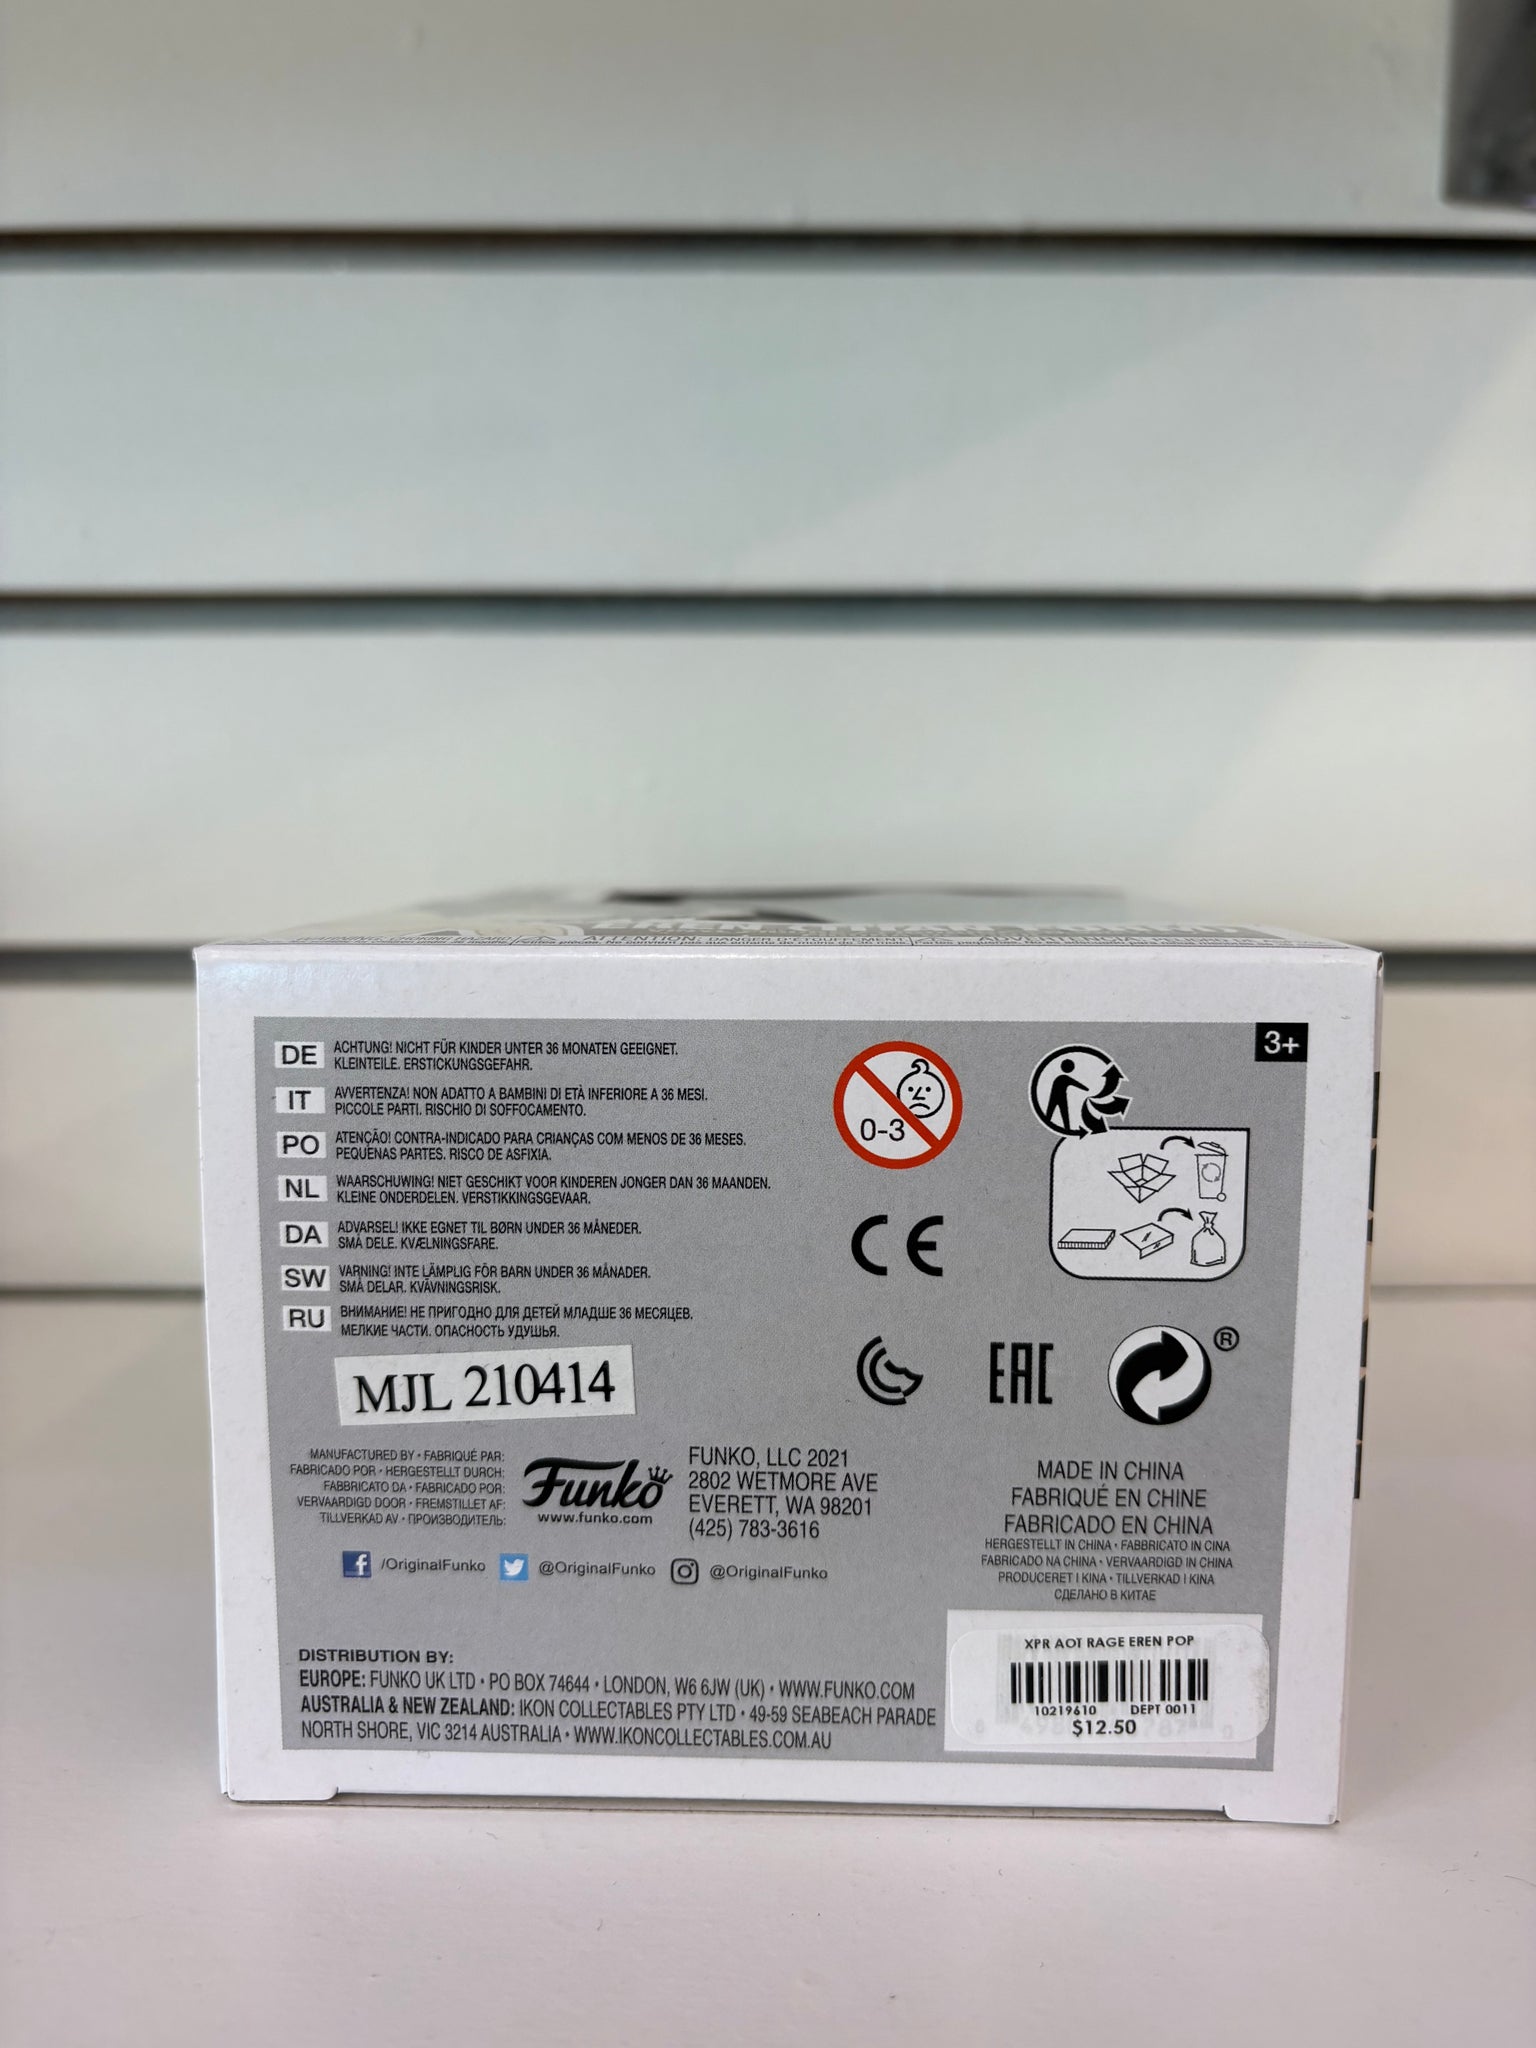 3+
DE ACHTUNG! NICHT FÜR KINDER UNTER 36 MONATEN GEEIGNET.
KLEINTEILE. ERSTICKUNGSGEFAHR.
IT AVVERTENZA! NON ADATTO A BAMBINI DI ETÀ INFERIORE A 36 MESI.
PICCOLE PARTI. RISCHIO DI SOFFOCAMENTO.
PO ATENÇÃO! CONTRA-INDICADO PARA CRIANÇAS COM MENOS DE 36 MESES.
PEQUENAS PARTES. RISCO DE ASFIXIA.
NL WAARSCHUWING! NIET GESCHIKT VOOR KINDEREN JONGER DAN 36 MAANDEN.
KLEINE ONDERDELEN. VERSTIKKINGSGEVAAR.
DA ADVARSEL! IKKE EGNET TIL BØRN UNDER 36 MÅNEDER.
SMÅ DELE. KVÆLNINGSFARE.
SW VARNING! INTE LÄMPLIG FÖR BARN UNDER 36 MÅNADER.
SMÅ DELAR. KVÄVNINGSRISK.
RU ВНИМАНИЕ! НЕ ПРИГОДНО ДЛЯ ДЕТЕЙ МЛАДШЕ 36 МЕСЯЦЕВ.
МЕЛКИЕ ЧАСТИ. ОПАСНОСТЬ УДУШЬЯ.
0-3
CE
EAC
®
MJL 210414
MANUFACTURED BY • FABRIQUÉ PAR:
FABRICADO POR • HERGESTELLT DURCH:
FABBRICATO DA • FABRICADO POR:
VERVAARDIGD DOOR • FREMSTILLET AF:
TILLVERKAD AV • ПРОИЗВОДИТЕЛЬ:
Funko
www.funko.com
FUNKO, LLC 2021
2802 WETMORE AVE
EVERETT, WA 98201
(425) 783-3616
/OriginalFunko @OriginalFunko @OriginalFunko
MADE IN CHINA
FABRIQUÉ EN CHINE
FABRICADO EN CHINA
HERGESTELLT IN CHINA • FABBRICATO IN CINA
FABRICADO NA CHINA • VERVAARDIGD IN CHINA
PRODUCERET I KINA • TILLVERKAD I KINA
СДЕЛАНО В КИТАЕ
DISTRIBUTION BY:
EUROPE: FUNKO UK LTD • PO BOX 74644 • LONDON, W6 6JW (UK) • WWW.FUNKO.COM
AUSTRALIA & NEW ZEALAND: IKON COLLECTABLES PTY LTD • 49-59 SEABEACH PARADE
NORTH SHORE, VIC 3214 AUSTRALIA • WWW.IKONCOLLECTABLES.COM.AU
XPR AOT RAGE EREN POP
10219610 DEPT 0011
$12.50